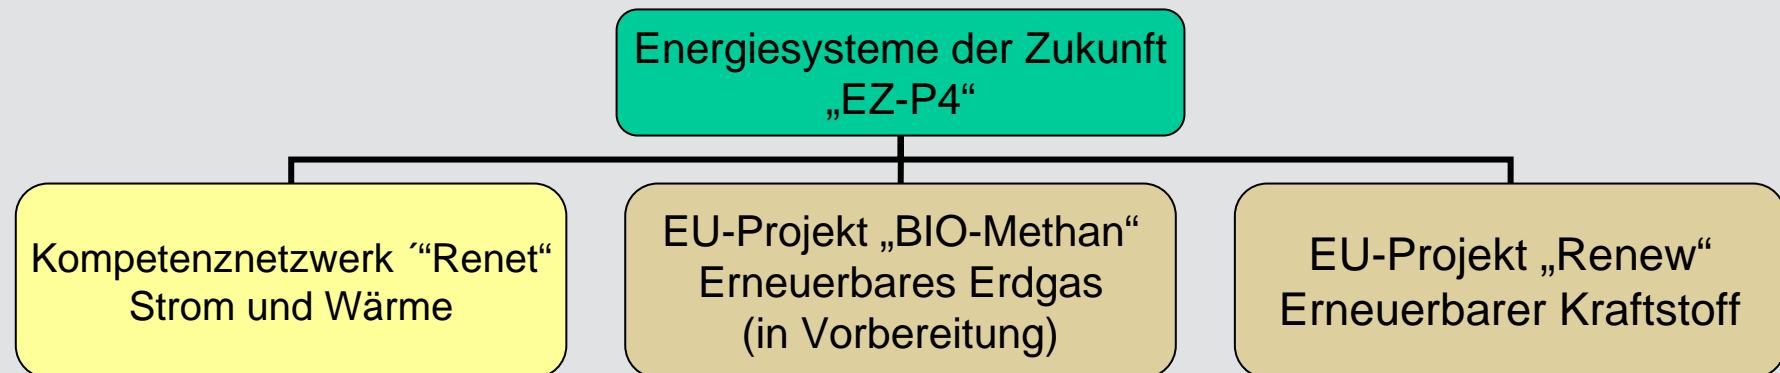 Energiesysteme der Zukunft
„EZ-P4“
Kompetenznetzwerk ´“Renet“
Strom und Wärme
EU-Projekt „BIO-Methan“
Erneuerbares Erdgas
(in Vorbereitung)
EU-Projekt „Renew“
Erneuerbarer Kraftstoff